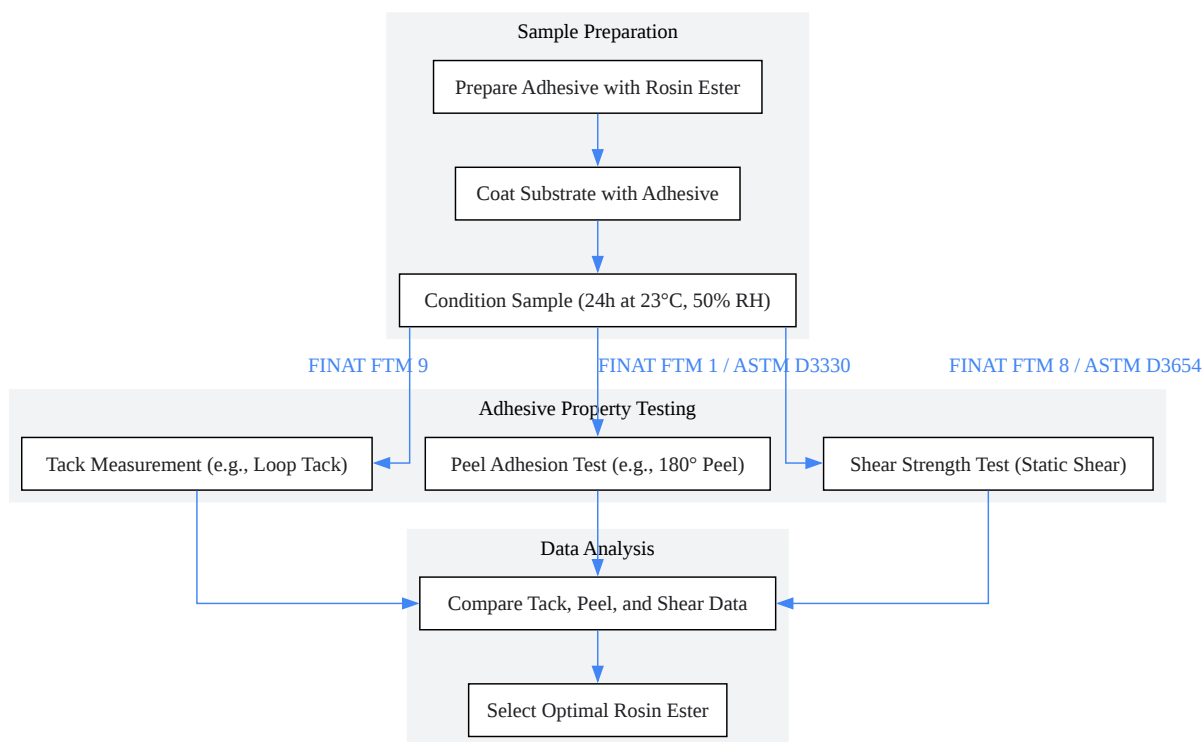 Sample Preparation
Prepare Adhesive with Rosin Ester
Coat Substrate with Adhesive
Condition Sample (24h at 23°C, 50% RH)
FINAT FTM 9
FINAT FTM 1 / ASTM D3330
FINAT FTM 8 / ASTM D3654
Adhesive Property Testing
Tack Measurement (e.g., Loop Tack)
Peel Adhesion Test (e.g., 180° Peel)
Shear Strength Test (Static Shear)
Data Analysis
Compare Tack, Peel, and Shear Data
Select Optimal Rosin Ester